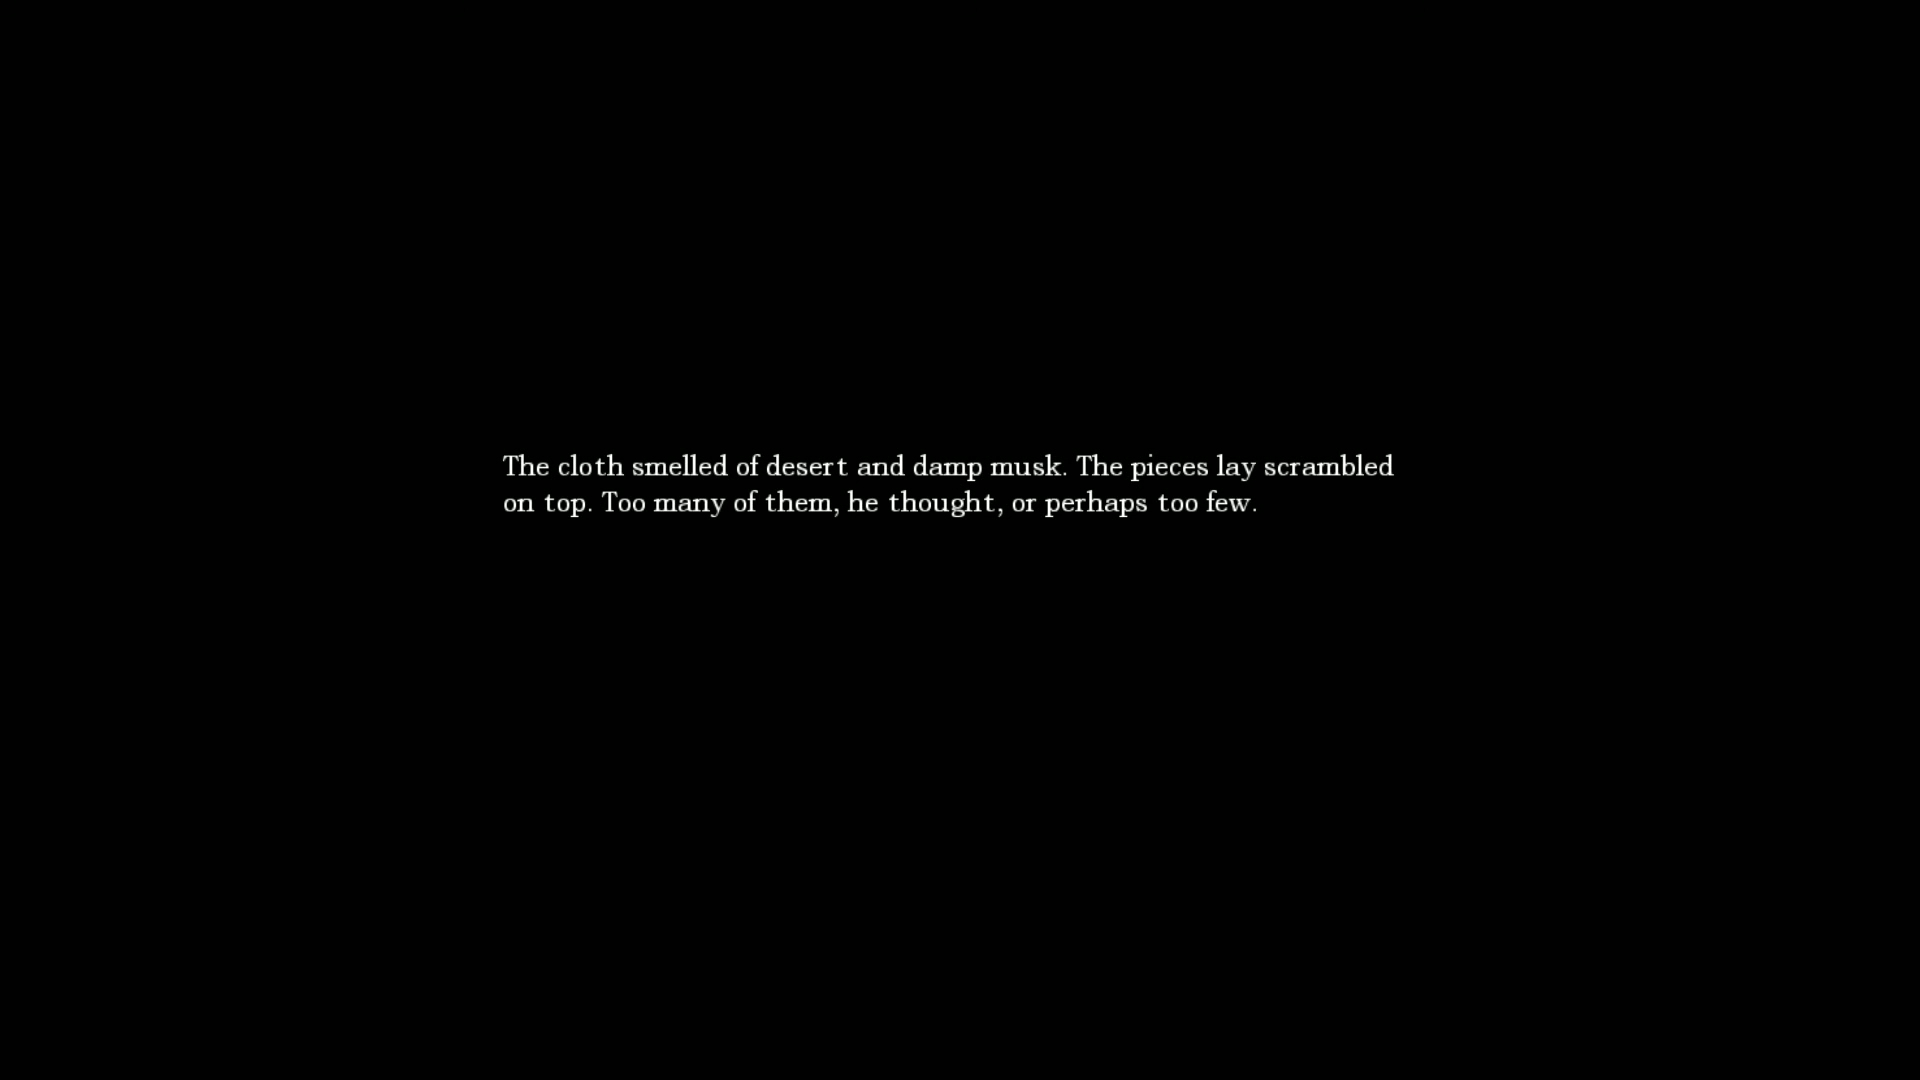 The cloth smelled of desert and damp musk. The pieces lay scrambled
on top. Too many of them, he thought, or perhaps too few.